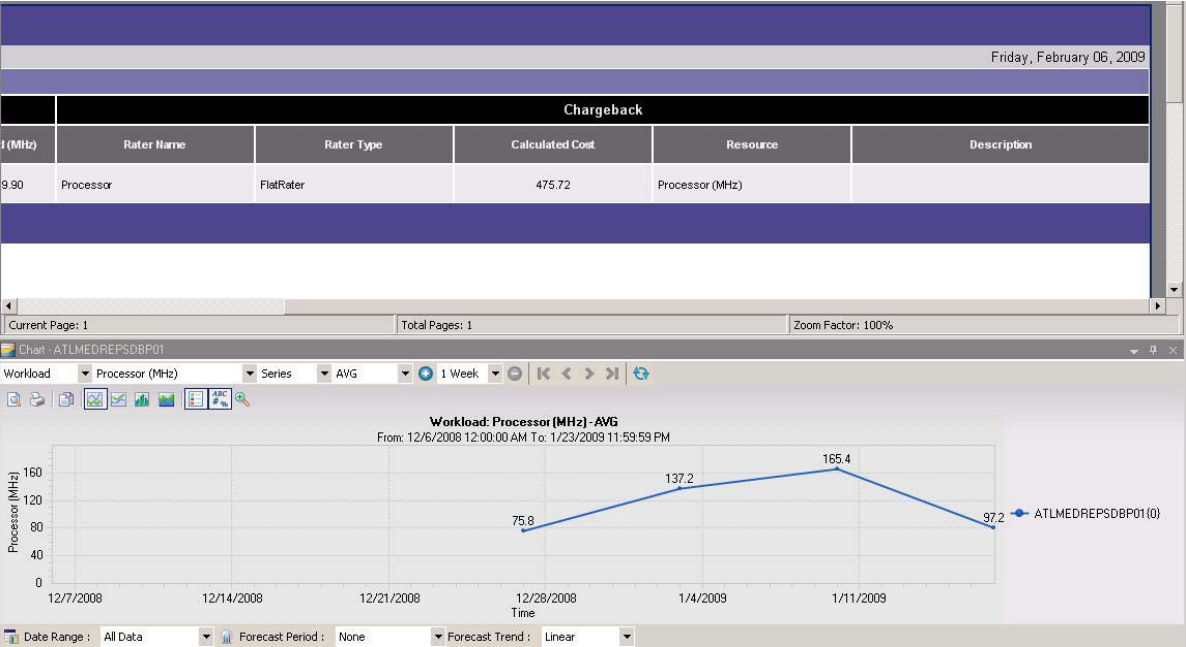 Friday, February 06, 2009
Chargeback
d (MHz) Rater Name Rater Type Calculated Cost Resource Description
9.90 Processor FlatRater 475.72 Processor (MHz)
Current Page: 1 Total Pages: 1 Zoom Factor: 100%
Chart - ATLMEDREPSDBP01
Workload Processor (MHz) Series AVG 1 Week
ABC
# %
Workload: Processor (MHz) - AVG
From: 12/6/2008 12:00:00 AM To: 1/23/2009 11:59:59 PM
Processor (MHz)
160
120
80
40
0
75.8
137.2
165.4
97.2
ATLMEDREPSDBP01{0}
12/7/2008 12/14/2008 12/21/2008 12/28/2008 1/4/2009 1/11/2009
Time
Date Range : All Data Forecast Period : None Forecast Trend : Linear